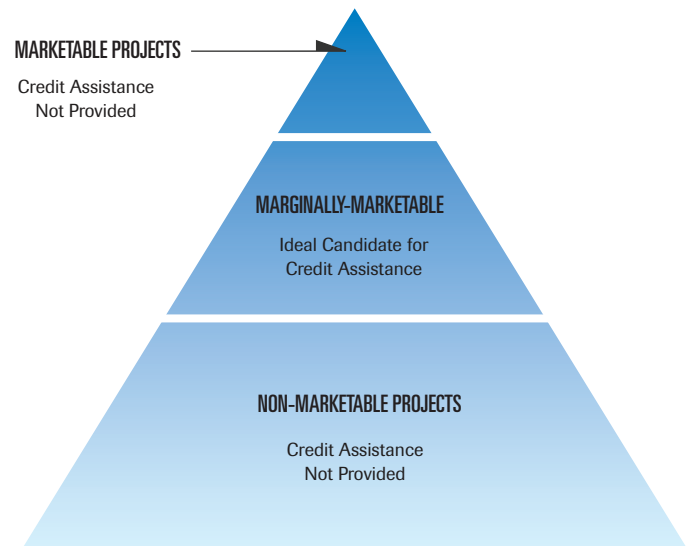 MARKETABLE PROJECTS
Credit Assistance
Not Provided
MARGINALLY-MARKETABLE
Ideal Candidate for
Credit Assistance
NON-MARKETABLE PROJECTS
Credit Assistance
Not Provided